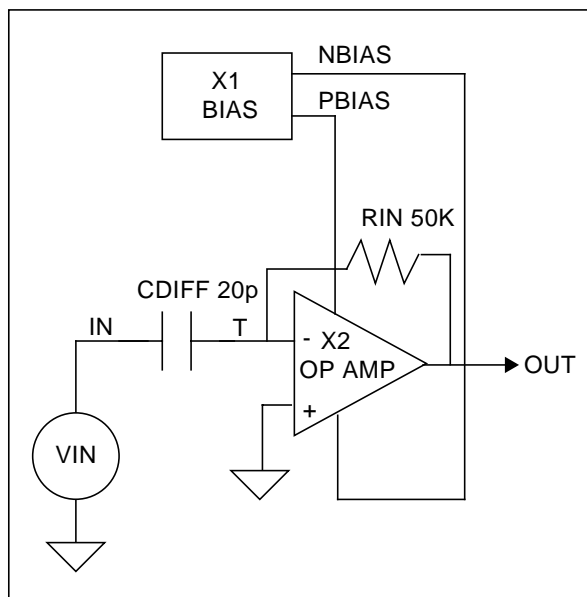 NBIAS
X1
BIAS
PBIAS
RIN 50K
CDIFF 20p
IN
T
-
X2
OP AMP
OUT
+
VIN